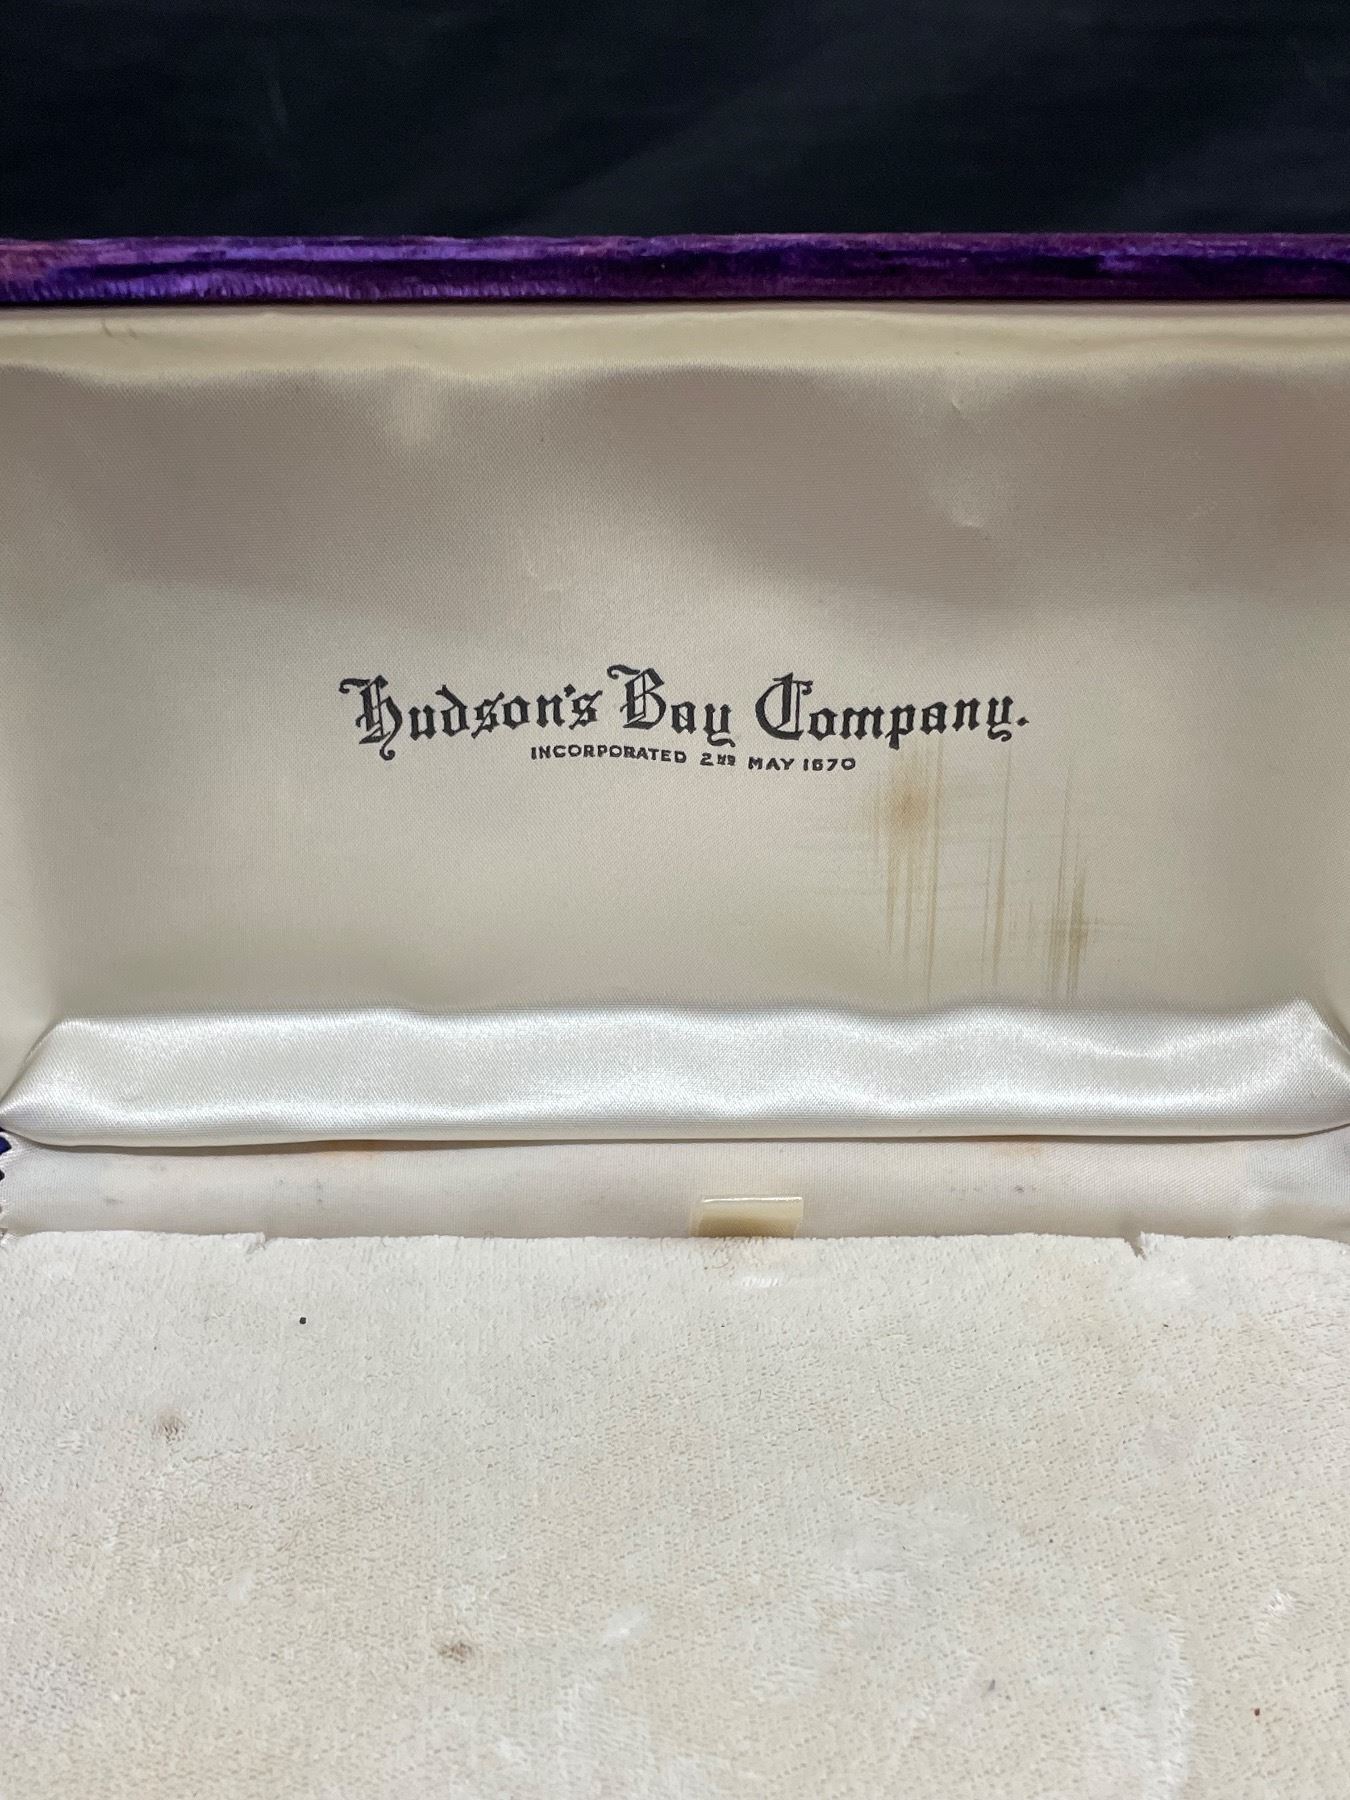 Hudson's Bay Company.
INCORPORATED 2ND MAY 1670